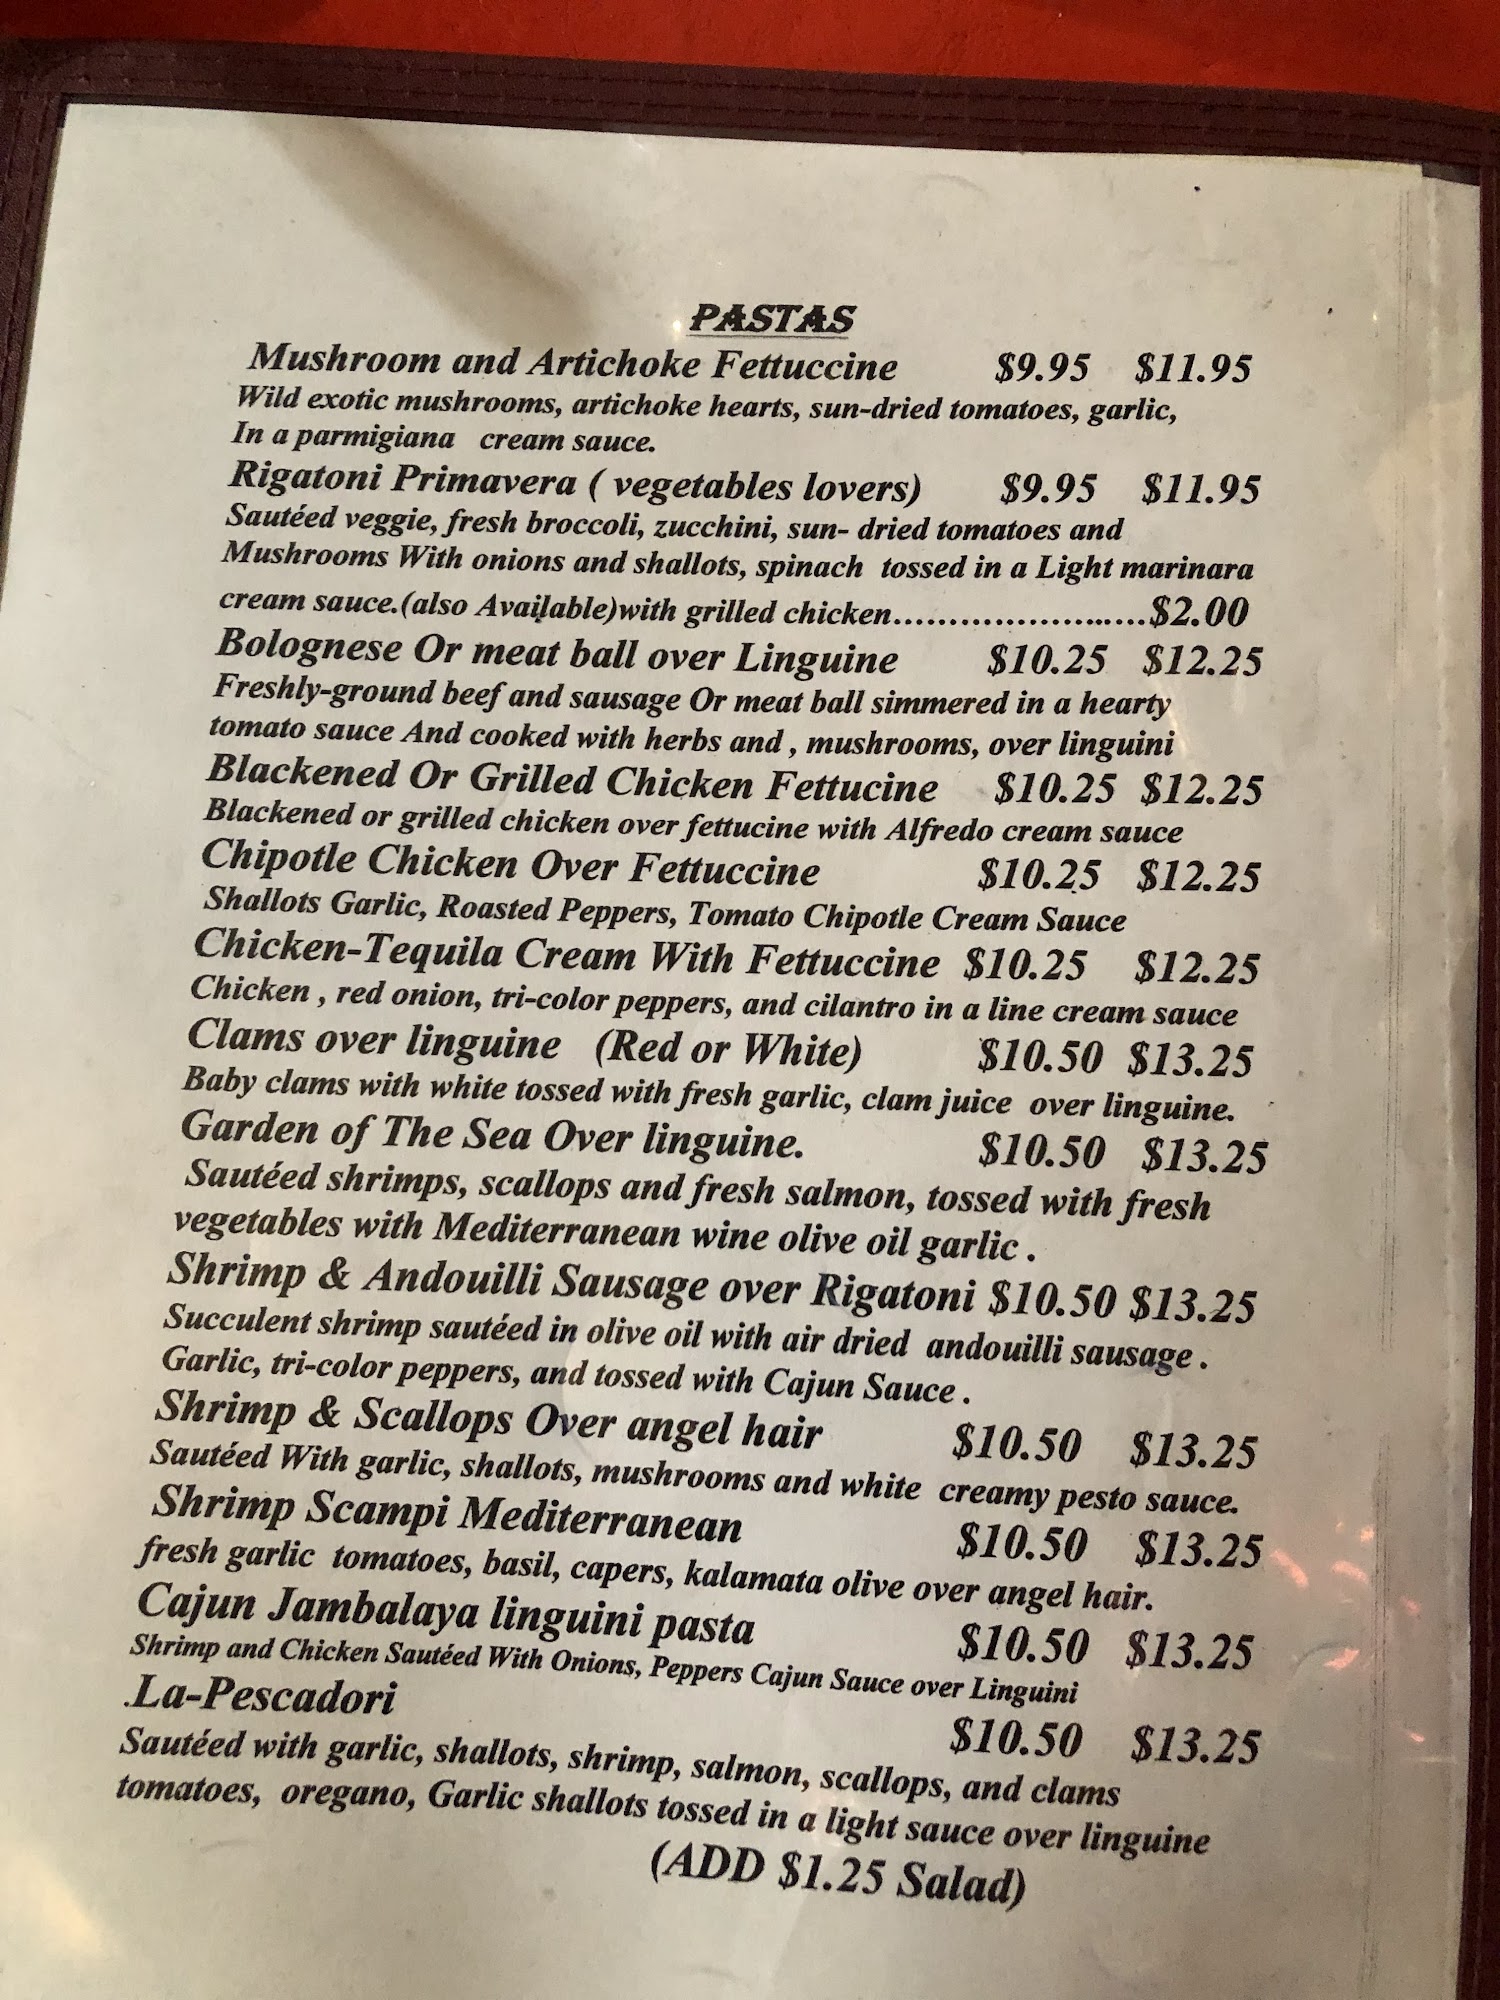 PASTAS
Mushroom and Artichoke Fettuccine $9.95 $11.95
Wild exotic mushrooms, artichoke hearts, sun-dried tomatoes, garlic,
In a parmigiana cream sauce.
Rigatoni Primavera ( vegetables lovers) $9.95 $11.95
Sautéed veggie, fresh broccoli, zucchini, sun- dried tomatoes and
Mushrooms With onions and shallots, spinach tossed in a Light marinara
cream sauce.(also Available)with grilled chicken..........................$2.00
Bolognese Or meat ball over Linguine $10.25 $12.25
Freshly-ground beef and sausage Or meat ball simmered in a hearty
tomato sauce And cooked with herbs and , mushrooms, over linguini
Blackened Or Grilled Chicken Fettucine $10.25 $12.25
Blackened or grilled chicken over fettucine with Alfredo cream sauce
Chipotle Chicken Over Fettuccine $10.25 $12.25
Shallots Garlic, Roasted Peppers, Tomato Chipotle Cream Sauce
Chicken-Tequila Cream With Fettuccine $10.25 $12.25
Chicken , red onion, tri-color peppers, and cilantro in a line cream sauce
Clams over linguine (Red or White) $10.50 $13.25
Baby clams with white tossed with fresh garlic, clam juice over linguine.
Garden of The Sea Over linguine. $10.50 $13.25
Sautéed shrimps, scallops and fresh salmon, tossed with fresh
vegetables with Mediterranean wine olive oil garlic .
Shrimp & Andouilli Sausage over Rigatoni $10.50 $13.25
Succulent shrimp sautéed in olive oil with air dried andouilli sausage .
Garlic, tri-color peppers, and tossed with Cajun Sauce .
Shrimp & Scallops Over angel hair $10.50 $13.25
Sautéed With garlic, shallots, mushrooms and white creamy pesto sauce.
Shrimp Scampi Mediterranean $10.50 $13.25
fresh garlic tomatoes, basil, capers, kalamata olive over angel hair.
Cajun Jambalaya linguini pasta $10.50 $13.25
Shrimp and Chicken Sautéed With Onions, Peppers Cajun Sauce over Linguini
.La-Pescadori $10.50 $13.25
Sautéed with garlic, shallots, shrimp, salmon, scallops, and clams
tomatoes, oregano, Garlic shallots tossed in a light sauce over linguine
(ADD $1.25 Salad)